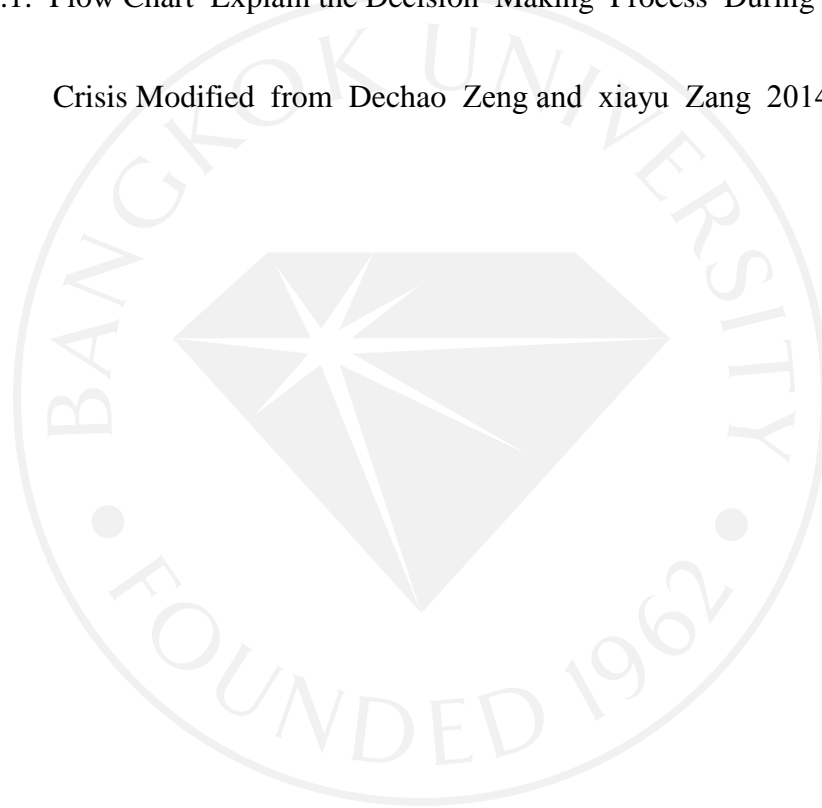 .1: Flow Chart Explain the Decision Making Process During
Crisis Modified from Dechao Zeng and xiayu Zang 2014
BANGKOK UNIVERSITY
• FOUNDED 1962 •